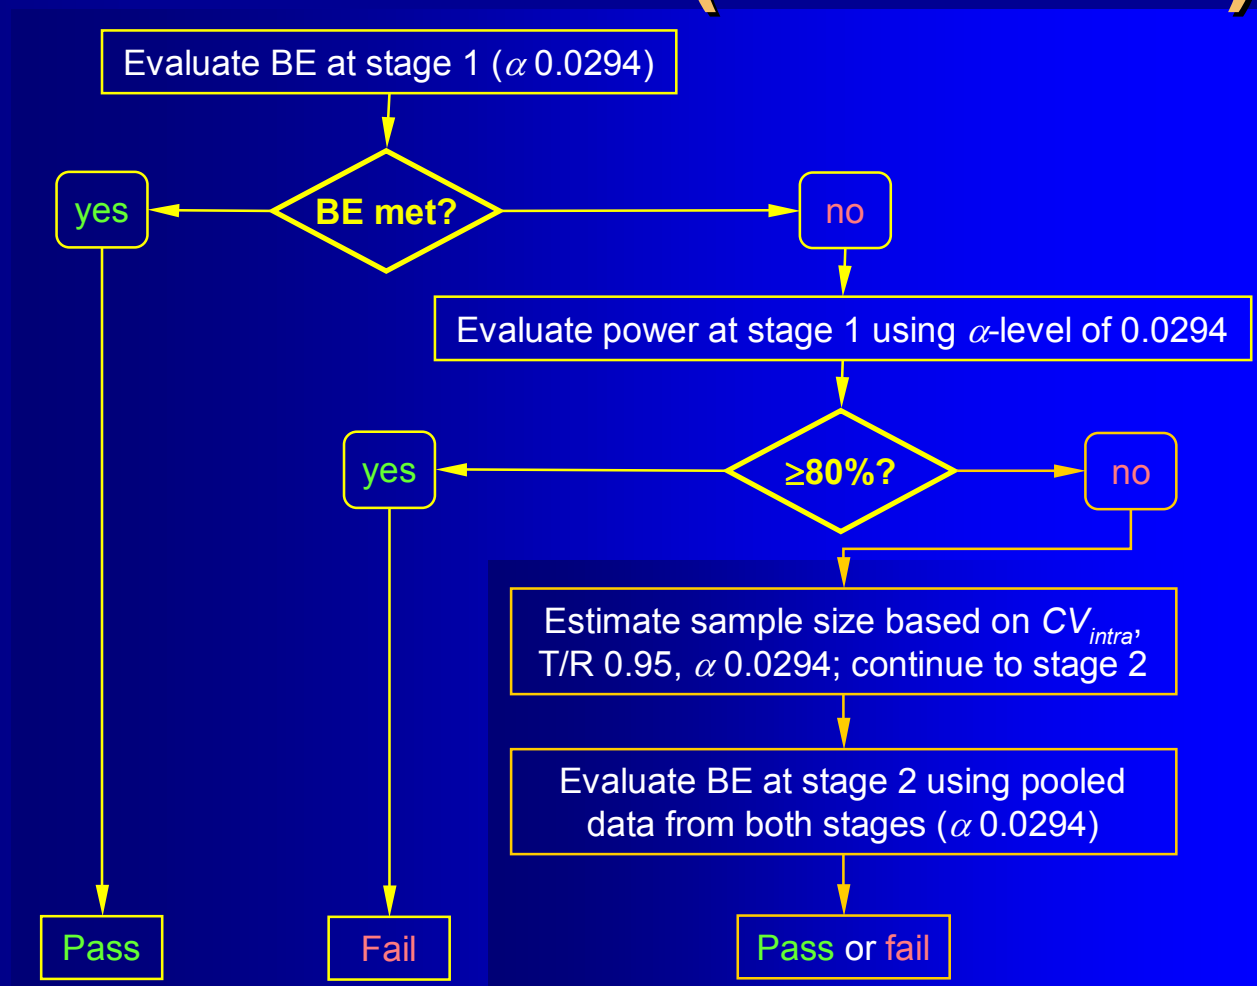 Evaluate BE at stage 1 (α 0.0294)
yes
BE met?
no
Evaluate power at stage 1 using α-level of 0.0294
yes
≥80%?
no
Estimate sample size based on CVintra,
T/R 0.95, α 0.0294; continue to stage 2
Evaluate BE at stage 2 using pooled
data from both stages (α 0.0294)
Pass
Fail
Pass or fail